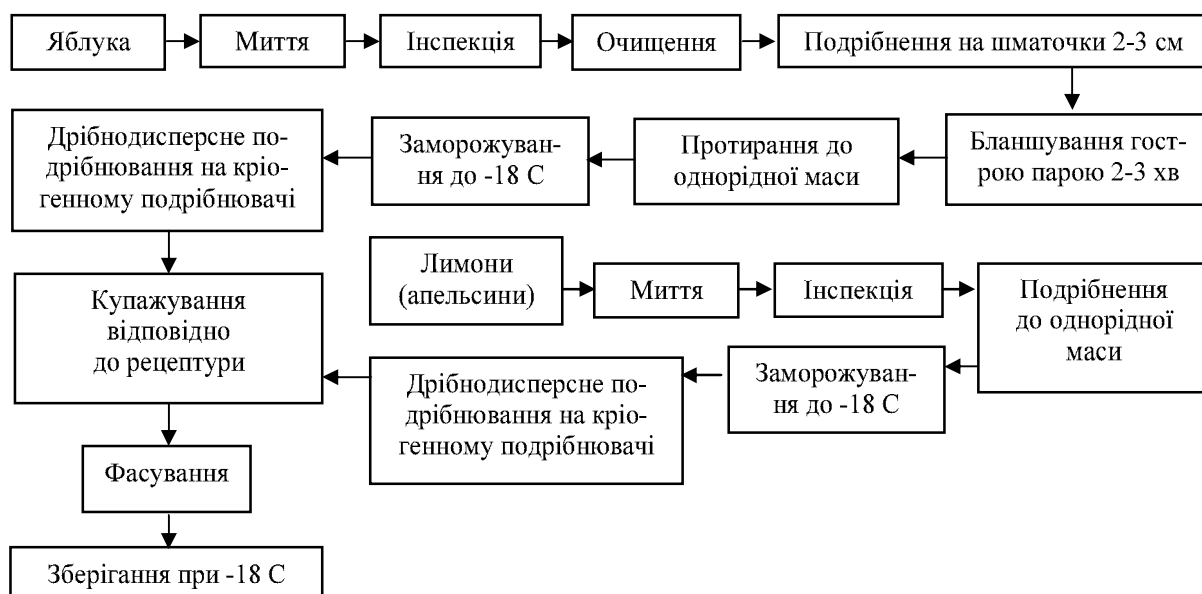 Яблука
Миття
Інспекція
Очищення
Подрібнення на шматочки 2-3 см
Бланшування гост-
рою парою 2-3 хв
Протирання до
однорідної маси
Заморожуван-
ня до -18 С
Дрібнодисперсне по-
дрібнювання на кріо-
генному подрібнювачі
Лимони
(апельсини)
Миття
Інспекція
Подрібнення
до однорідної
маси
Заморожуван-
ня до -18 С
Дрібнодисперсне по-
дрібнювання на кріо-
генному подрібнювачі
Купажування
відповідно
до рецептури
Фасування
Зберігання при -18 С